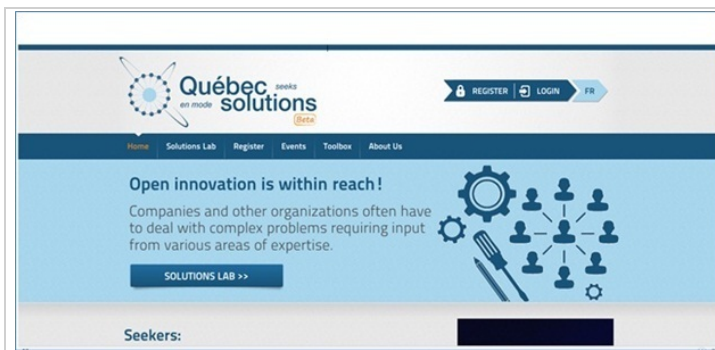 Québec seeks
en mode solutions
Beta
REGISTER LOGIN FR
Home Solutions Lab Register Events Toolbox About Us
Open innovation is within reach!
Companies and other organizations often have
to deal with complex problems requiring input
from various areas of expertise.
SOLUTIONS LAB >>
Seekers: